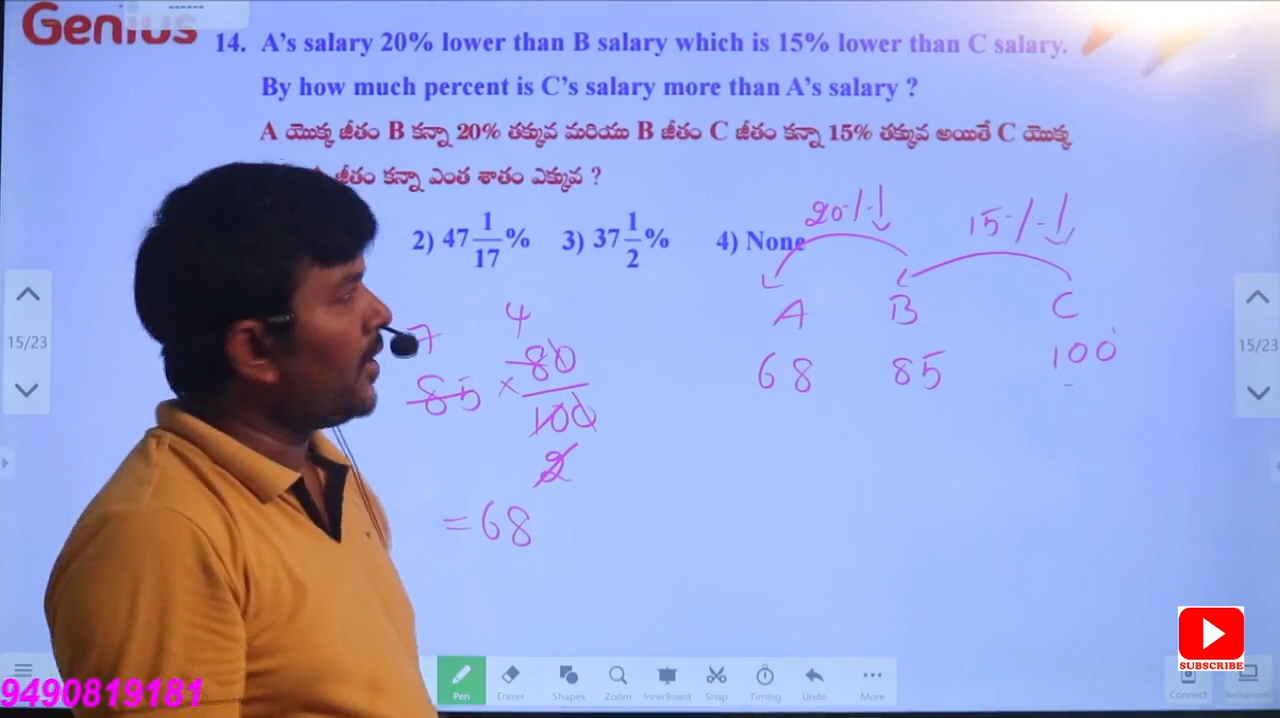 Genius
14. A's salary 20% lower than B salary which is 15% lower than C salary.
By how much percent is C's salary more than A's salary ?
A యొక్క జీతం B కన్నా 20% తక్కువ మరియు B జీతం C జీతం కన్నా 15% తక్కువ అయితే C యొక్క
జీతం కన్నా ఎంత శాతం ఎక్కువ ?
2) 47 1/17 % 3) 37 1/2 % 4) None
20% ↓ 15% ↓
A B C
68 85 100
85 × 80/100
4
2
= 68
15/23
15/23
Pen Eraser Shapes Zoom InnerBoard Snap Timing Undo More Connect Background
SUBSCRIBE
9490819181